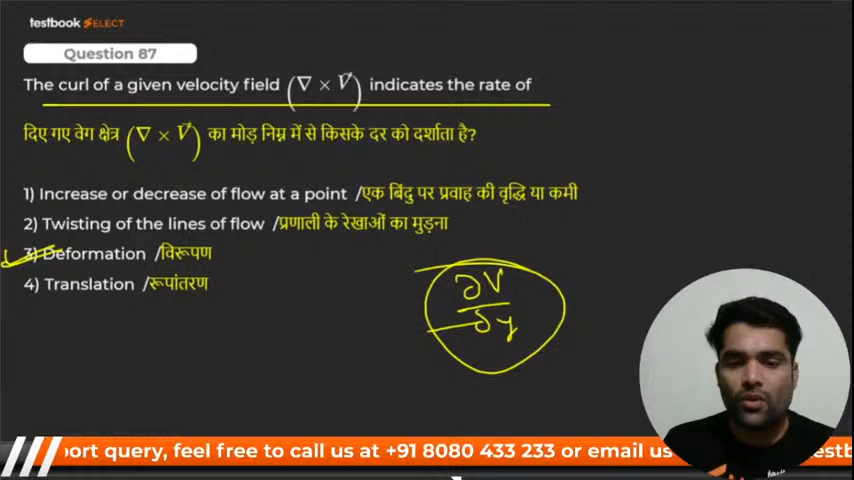 testbook SELECT
Question 87
The curl of a given velocity field (∇ × V⃗) indicates the rate of
दिए गए वेग क्षेत्र (∇ × V⃗) का मोड़ निम्न में से किसके दर को दर्शाता है?
1) Increase or decrease of flow at a point /एक बिंदु पर प्रवाह की वृद्धि या कमी
2) Twisting of the lines of flow /प्रणाली के रेखाओं का मुड़ना
3) Deformation /विरूपण
4) Translation /रूपांतरण
∂V
∂y
port query, feel free to call us at +91 8080 433 233 or email us